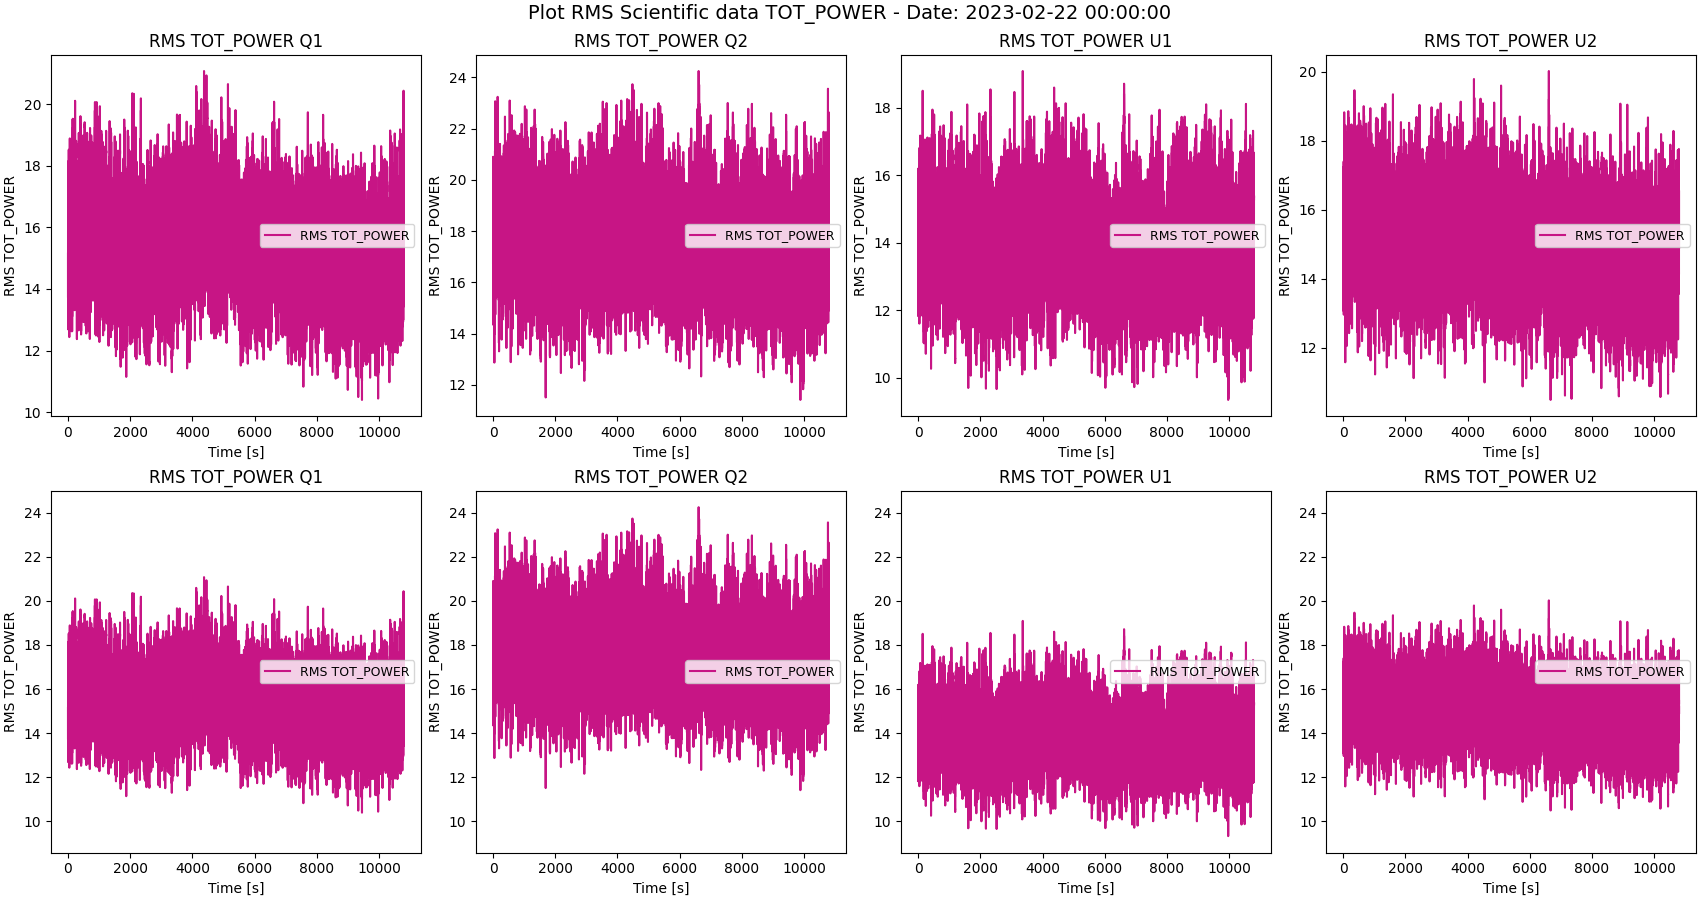 Plot RMS Scientific data TOT_POWER - Date: 2023-02-22 00:00:00
RMS TOT_POWER Q1
RMS TOT_POWER
20
18
16
14
12
10
RMS TOT_POWER
0 2000 4000 6000 8000 10000
Time [s]
RMS TOT_POWER Q2
RMS TOT_POWER
24
22
20
18
16
14
12
RMS TOT_POWER
0 2000 4000 6000 8000 10000
Time [s]
RMS TOT_POWER U1
RMS TOT_POWER
18
16
14
12
10
RMS TOT_POWER
0 2000 4000 6000 8000 10000
Time [s]
RMS TOT_POWER U2
RMS TOT_POWER
20
18
16
14
12
RMS TOT_POWER
0 2000 4000 6000 8000 10000
Time [s]
RMS TOT_POWER Q1
RMS TOT_POWER
24
22
20
18
16
14
12
10
RMS TOT_POWER
0 2000 4000 6000 8000 10000
Time [s]
RMS TOT_POWER Q2
RMS TOT_POWER
24
22
20
18
16
14
12
10
RMS TOT_POWER
0 2000 4000 6000 8000 10000
Time [s]
RMS TOT_POWER U1
RMS TOT_POWER
24
22
20
18
16
14
12
10
RMS TOT_POWER
0 2000 4000 6000 8000 10000
Time [s]
RMS TOT_POWER U2
RMS TOT_POWER
24
22
20
18
16
14
12
10
RMS TOT_POWER
0 2000 4000 6000 8000 10000
Time [s]